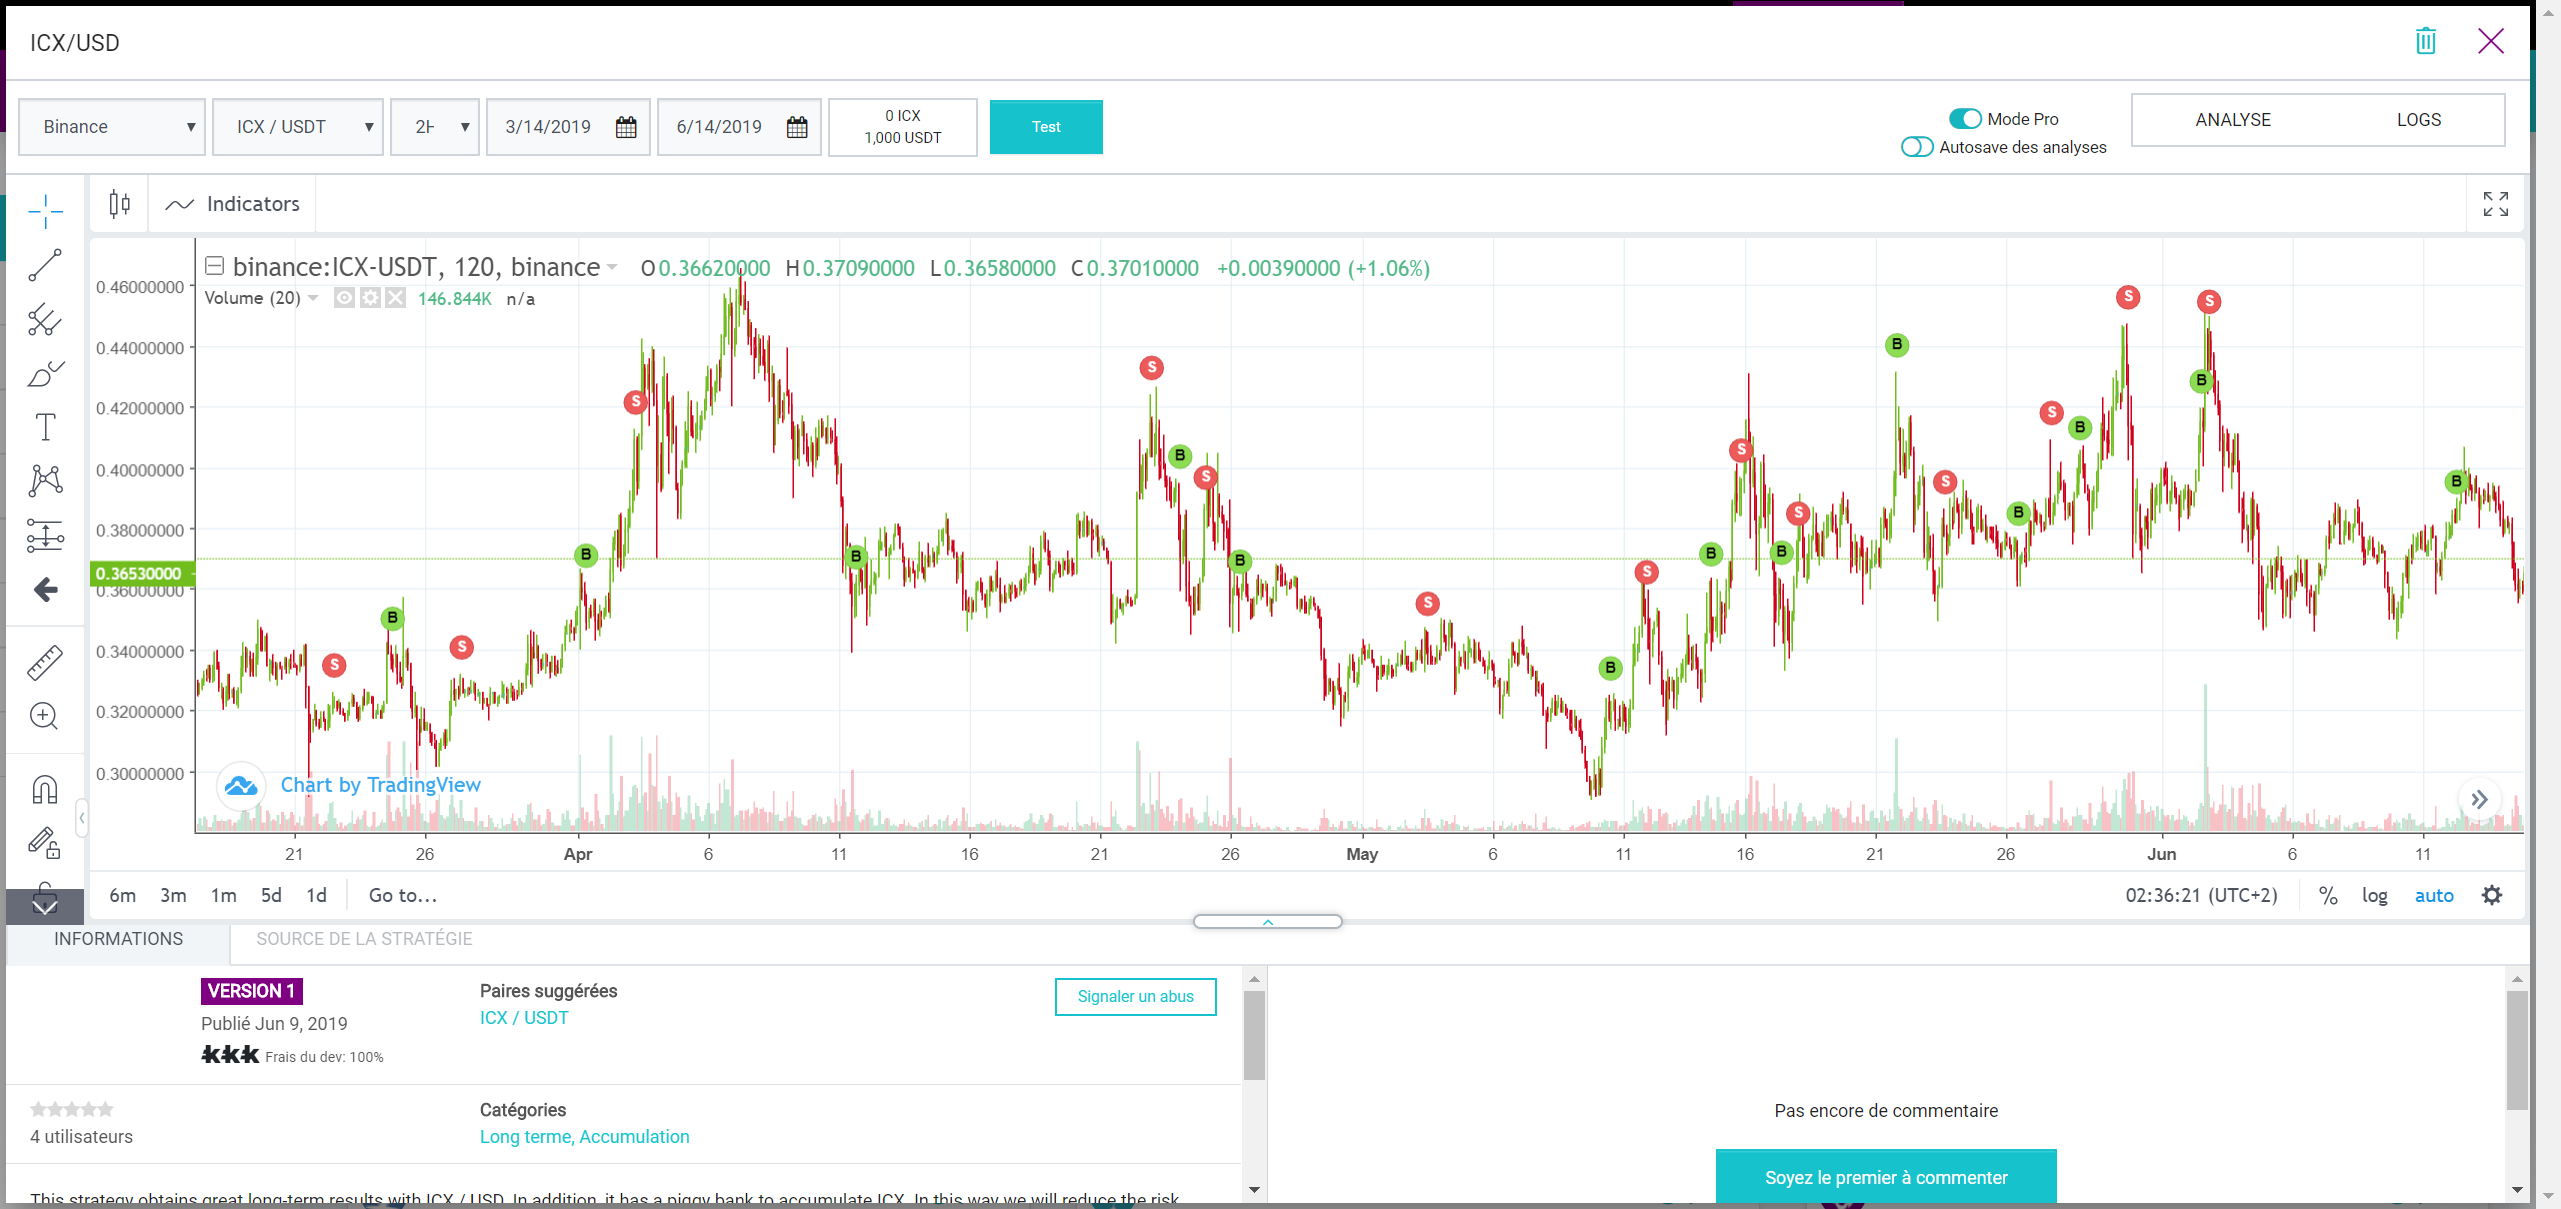 ICX/USD
Binance
ICX / USDT
2H
3/14/2019
6/14/2019
0 ICX
1,000 USDT
Test
Mode Pro
Autosave des analyses
ANALYSE
LOGS
Indicators
binance:ICX-USDT, 120, binance O0.36620000 H0.37090000 L0.36580000 C0.37010000 +0.00390000 (+1.06%)
Volume (20) 146.844K n/a
0.46000000
0.44000000
0.42000000
0.40000000
0.38000000
0.36530000
0.36000000
0.34000000
0.32000000
0.30000000
S
B
S
B
S
B
S
B
S
B
S
B
S
B
S
B
S
B
S
B
S
B
S
B
S
B
Chart by TradingView
21 26 Apr 6 11 16 21 26 May 6 11 16 21 26 Jun 6 11
6m 3m 1m 5d 1d Go to...
02:36:21 (UTC+2) % log auto
INFORMATIONS
SOURCE DE LA STRATÉGIE
VERSION 1
Publié Jun 9, 2019
kkk Frais du dev: 100%
Paires suggérées
ICX / USDT
Signaler un abus
4 utilisateurs
Catégories
Long terme, Accumulation
This strategy obtains great long-term results with ICX / USD. In addition, it has a piggy bank to accumulate ICX. In this way we will reduce the risk
Pas encore de commentaire
Soyez le premier à commenter